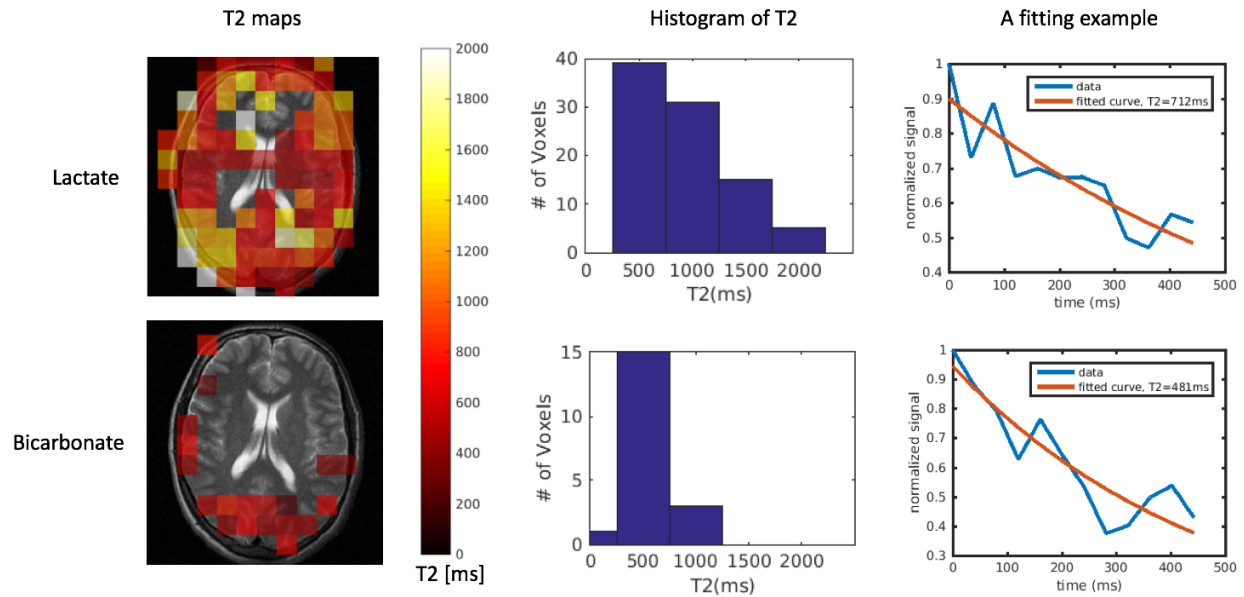 T2 maps
Histogram of T2
A fitting example
Lactate
2000
1800
1600
1400
1200
1000
800
600
400
200
0
T2 [ms]
40
30
20
10
0
# of Voxels
0 500 1000 1500 2000
T2(ms)
1
0.9
0.8
0.7
0.6
0.5
0.4
normalized signal
data
fitted curve, T2=712ms
0 100 200 300 400 500
time (ms)
Bicarbonate
15
10
5
0
# of Voxels
0 500 1000 1500 2000
T2(ms)
1
0.9
0.8
0.7
0.6
0.5
0.4
0.3
normalized signal
data
fitted curve, T2=481ms
0 100 200 300 400 500
time (ms)